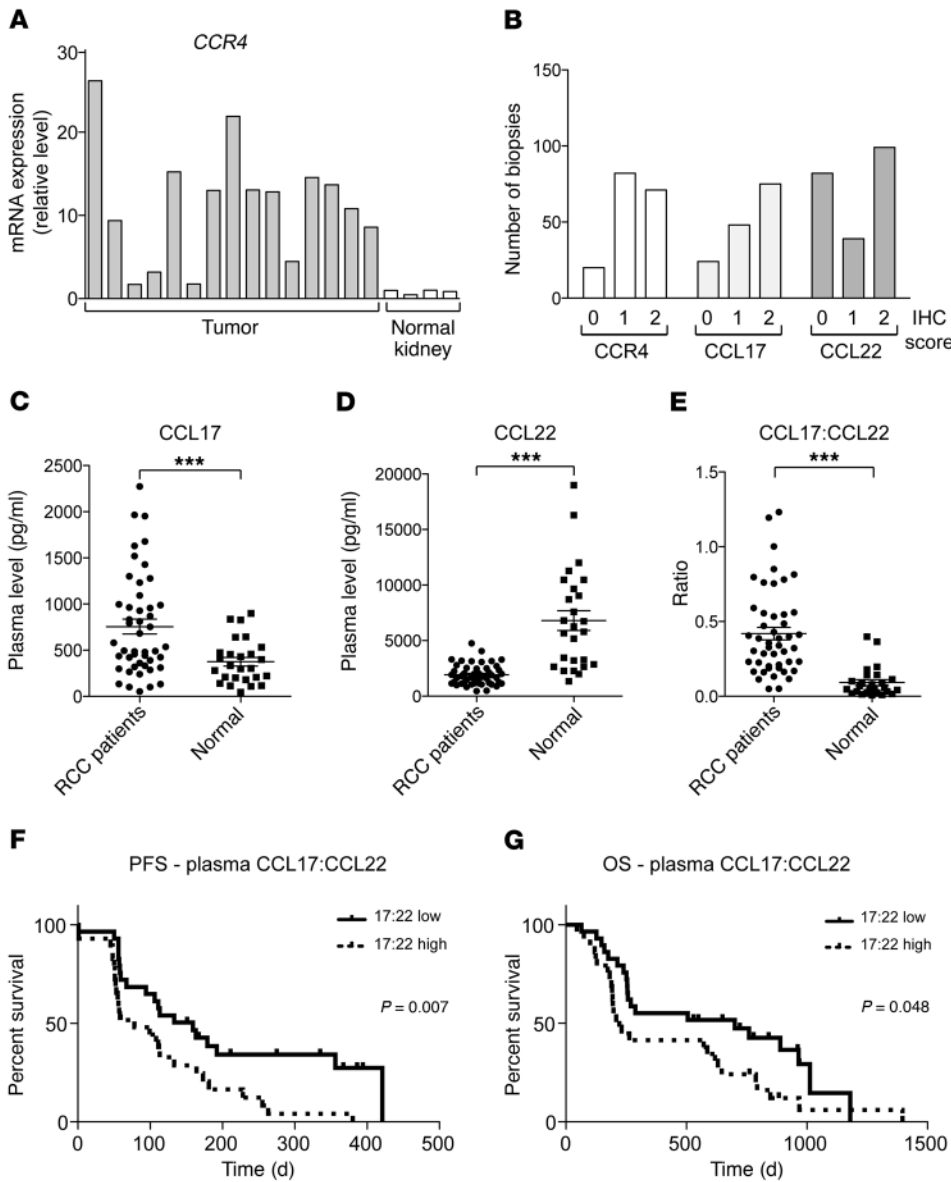 A
CCR4
mRNA expression
(relative level)
30
20
10
0
Tumor
Normal
kidney
B
Number of biopsies
150
100
50
0
0 1 2 0 1 2 0 1 2 IHC
score
CCR4 CCL17 CCL22
C
CCL17
***
Plasma level (pg/ml)
2500
2000
1500
1000
500
0
RCC patients
Normal
D
CCL22
***
Plasma level (pg/ml)
20000
15000
10000
5000
0
RCC patients
Normal
E
CCL17:CCL22
***
Ratio
1.5
1.0
0.5
0.0
RCC patients
Normal
F
PFS - plasma CCL17:CCL22
Percent survival
100
50
0
17:22 low
17:22 high
P = 0.007
0 100 200 300 400 500
Time (d)
G
OS - plasma CCL17:CCL22
Percent survival
100
50
0
17:22 low
17:22 high
P = 0.048
0 500 1000 1500
Time (d)